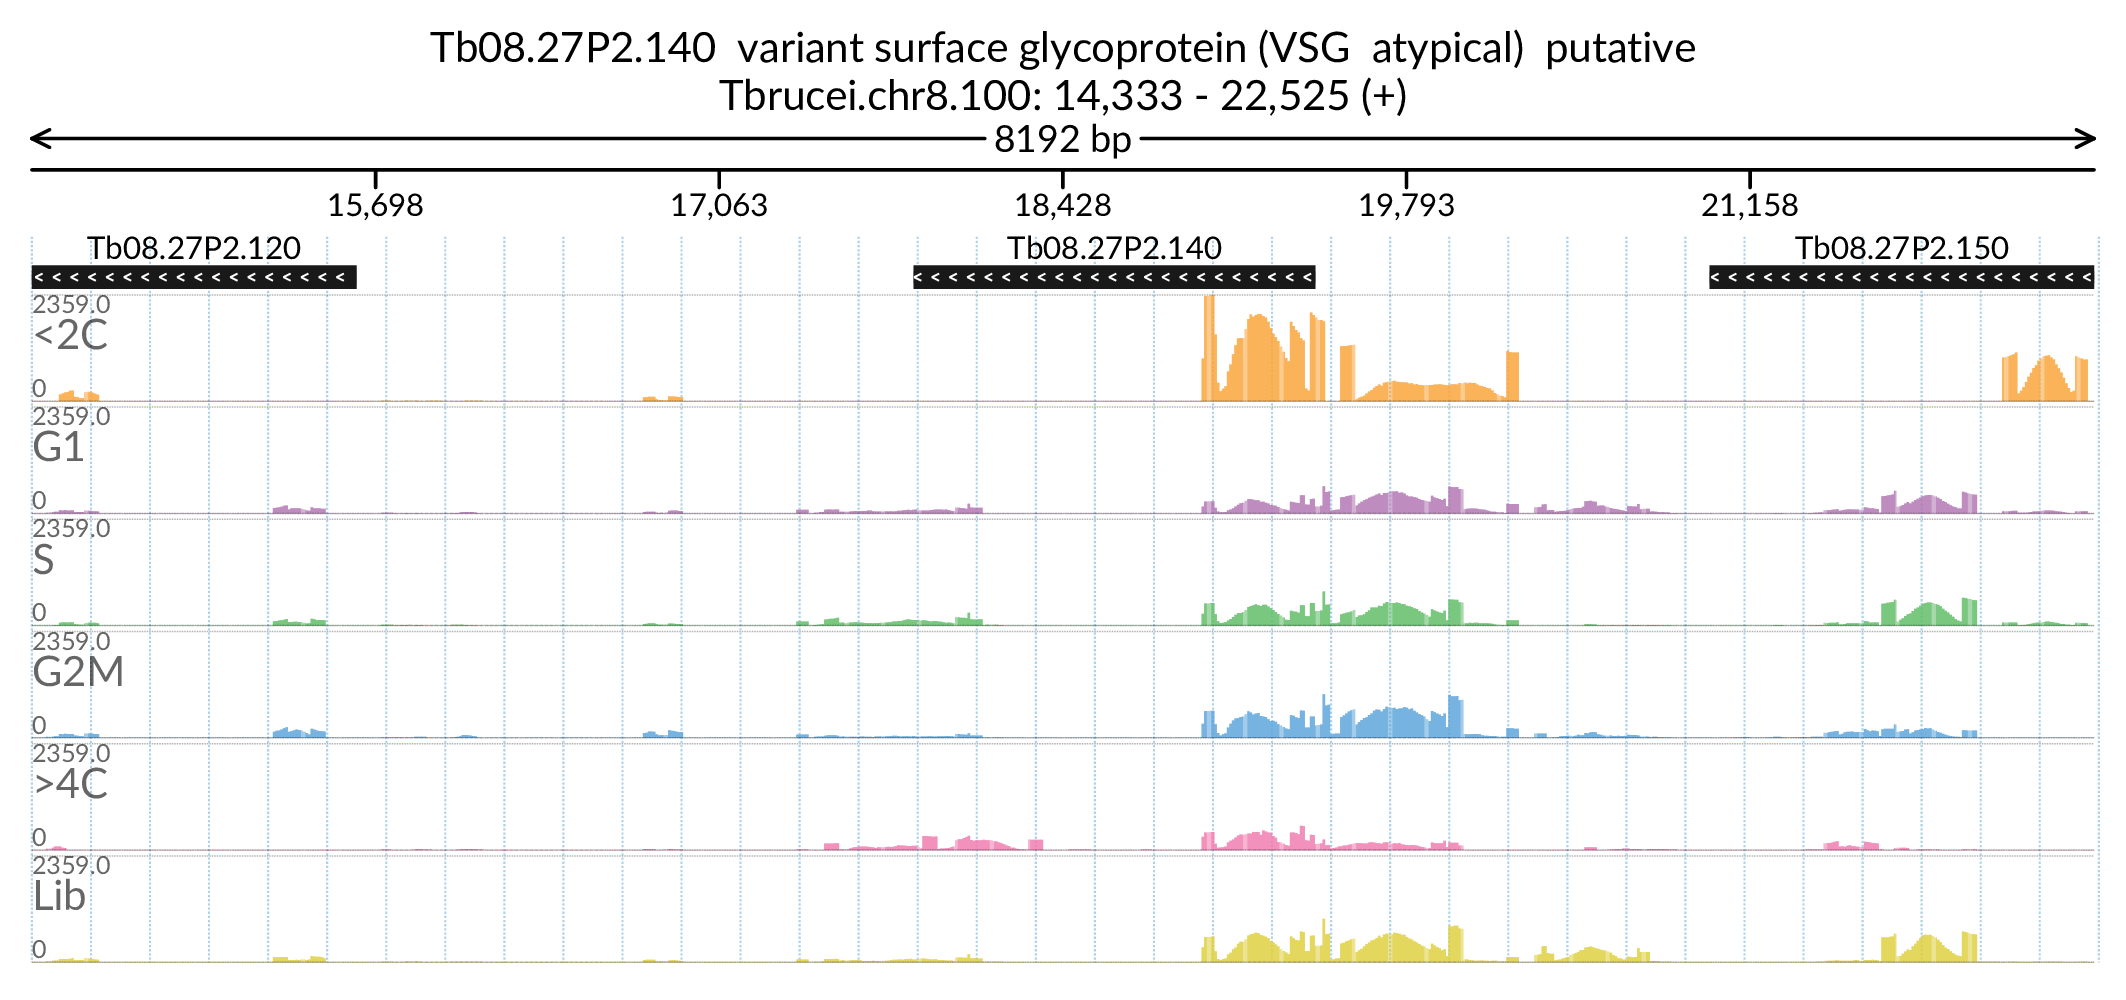 Tb08.27P2.140  variant surface glycoprotein (VSG  atypical)  putative
Tbrucei.chr8.100: 14,333 - 22,525 (+)
8192 bp
15,698 17,063 18,428 19,793 21,158
Tb08.27P2.120 Tb08.27P2.140 Tb08.27P2.150
2359.0
<2C
0
2359.0
G1
0
2359.0
S
0
2359.0
G2M
0
2359.0
>4C
0
2359.0
Lib
0